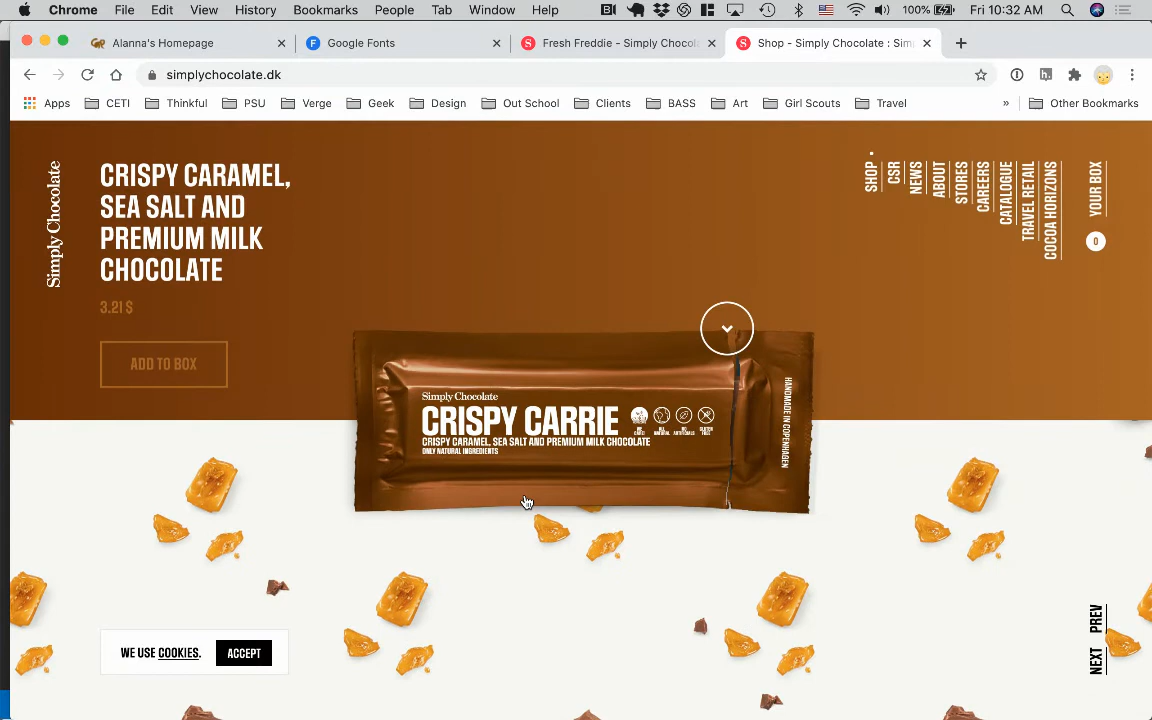 Chrome File Edit View History Bookmarks People Tab Window Help 100% Fri 10:32 AM
Alanna's Homepage
Google Fonts
Fresh Freddie – Simply Chocol
Shop - Simply Chocolate : Sim
simplychocolate.dk
Apps CETI Thinkful PSU Verge Geek Design Out School Clients BASS Art Girl Scouts Travel » Other Bookmarks
Simply Chocolate
CRISPY CARAMEL,
SEA SALT AND
PREMIUM MILK
CHOCOLATE
3.21 $
ADD TO BOX
SHOP
CSR
NEWS
ABOUT
STORES
CAREERS
CATALOGUE
TRAVEL RETAIL
COCOA HORIZONS
YOUR BOX
0
Simply Chocolate
CRISPY CARRIE
CRISPY CARAMEL, SEA SALT AND PREMIUM MILK CHOCOLATE
ONLY NATURAL INGREDIENTS
HANDMADE IN COPENHAGEN
WE USE COOKIES.
ACCEPT
PREV
NEXT